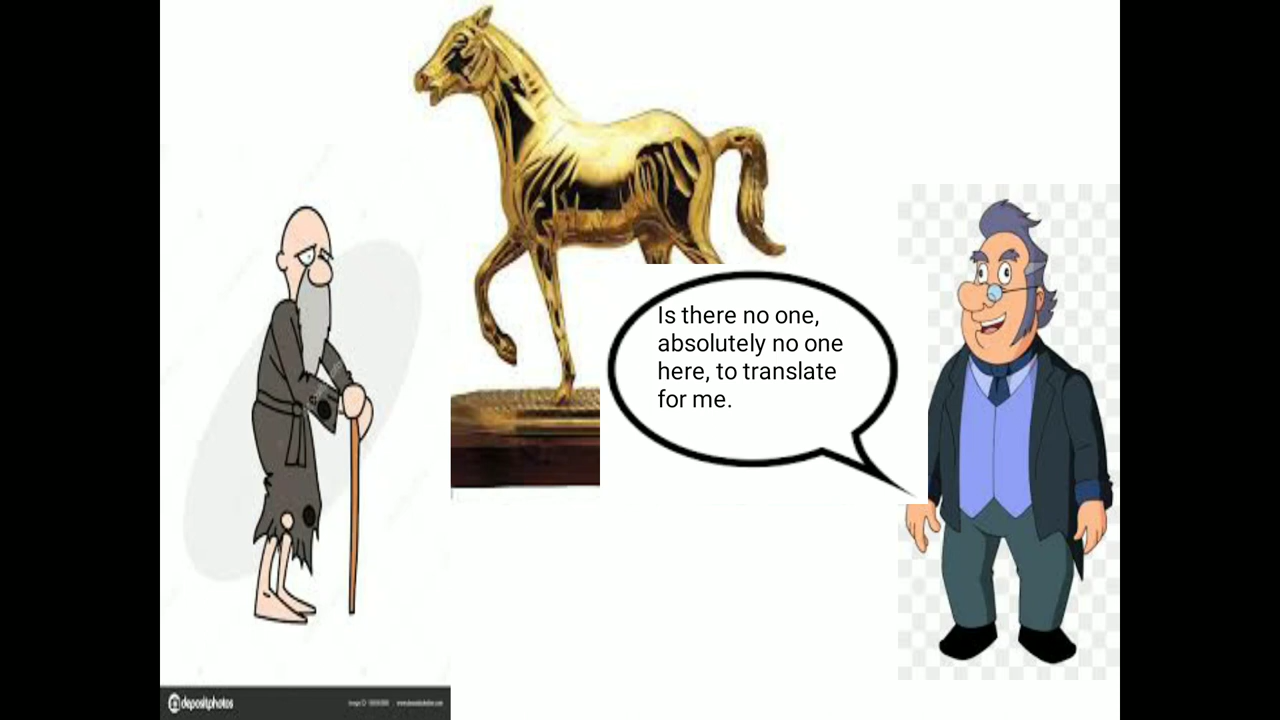 Is there no one,
absolutely no one
here, to translate
for me.
depositphotos